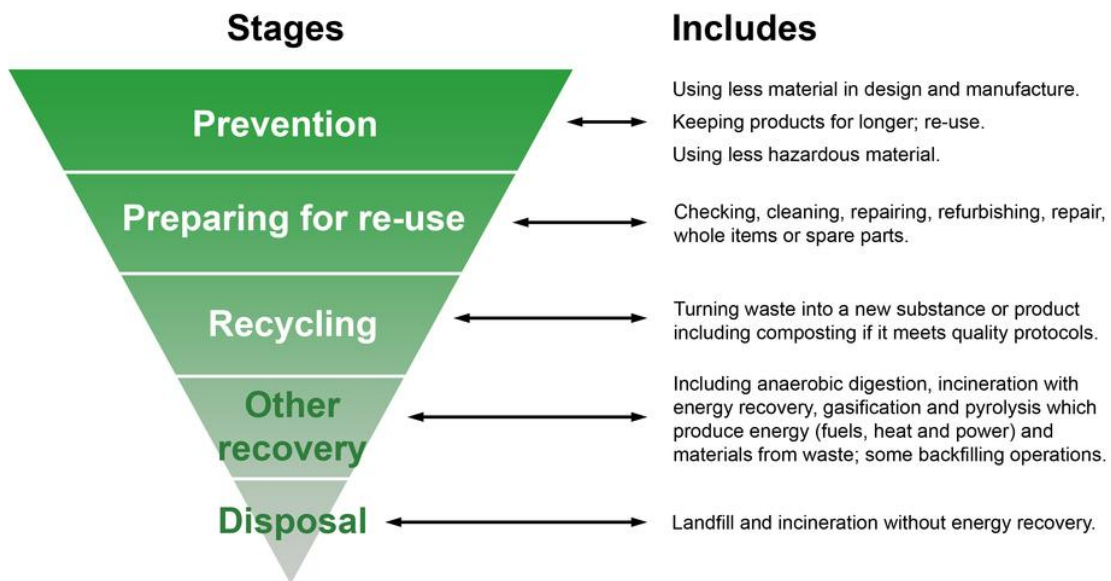 Stages
Includes
Prevention
Using less material in design and manufacture.
Keeping products for longer; re-use.
Using less hazardous material.
Preparing for re-use
Checking, cleaning, repairing, refurbishing, repair,
whole items or spare parts.
Recycling
Turning waste into a new substance or product
including composting if it meets quality protocols.
Other
recovery
Including anaerobic digestion, incineration with
energy recovery, gasification and pyrolysis which
produce energy (fuels, heat and power) and
materials from waste; some backfilling operations.
Disposal
Landfill and incineration without energy recovery.